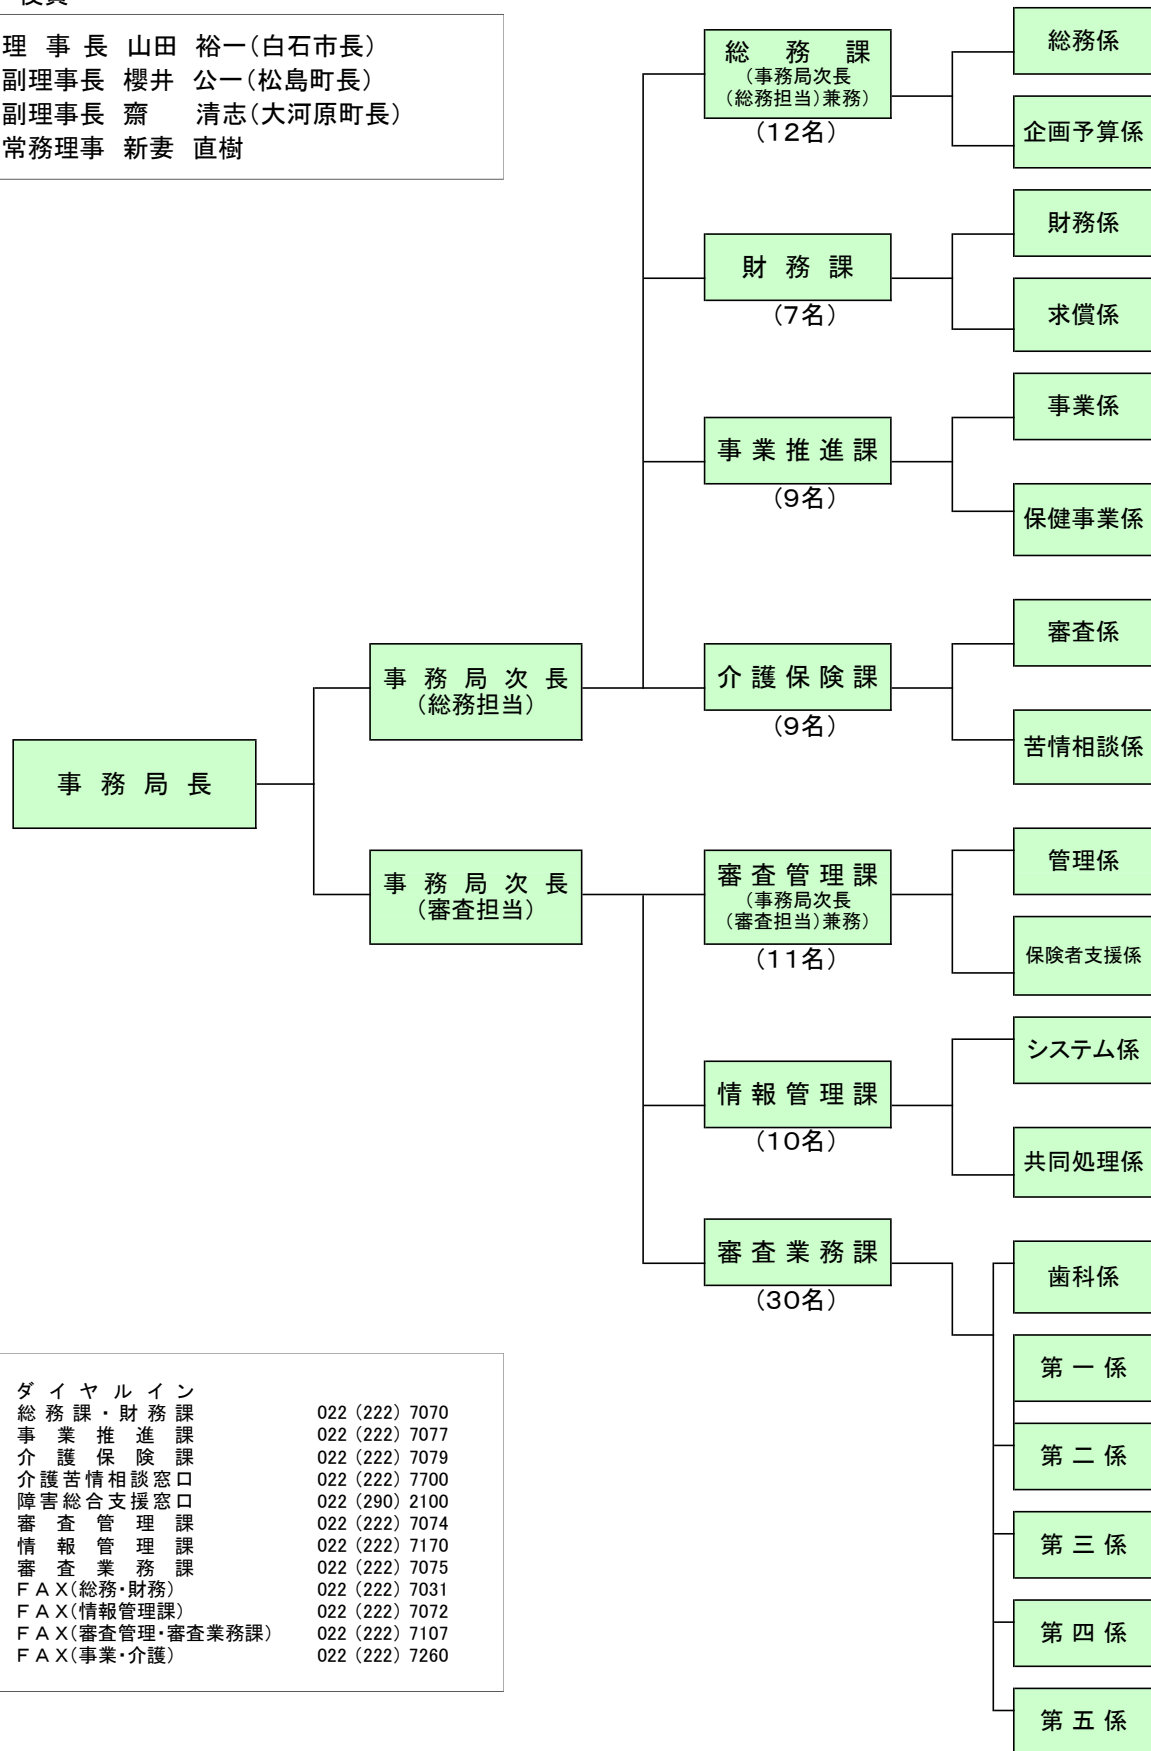 理事長 山田 裕一(白石市長)
副理事長 櫻井 公一(松島町長)
副理事長 齋 清志(大河原町長)
常務理事 新妻 直樹
事務局長
事務局次長
(総務担当)
事務局次長
(審査担当)
総務課
(事務局次長
(総務担当)兼務)
(12名)
総務係
企画予算係
財務課
(7名)
財務係
求償係
事業推進課
(9名)
事業係
保健事業係
介護保険課
(9名)
審査係
苦情相談係
審査管理課
(事務局次長
(審査担当)兼務)
(11名)
管理係
保険者支援係
情報管理課
(10名)
システム係
共同処理係
審査業務課
(30名)
歯科係
第一係
第二係
第三係
第四係
第五係
ダイヤルイン
総務課・財務課 022(222)7070
事業推進課 022(222)7077
介護保険課 022(222)7079
介護苦情相談窓口 022(222)7700
障害総合支援窓口 022(290)2100
審査管理課 022(222)7074
情報管理課 022(222)7170
審査業務課 022(222)7075
FAX(総務・財務) 022(222)7031
FAX(情報管理課) 022(222)7072
FAX(審査管理・審査業務課) 022(222)7107
FAX(事業・介護) 022(222)7260